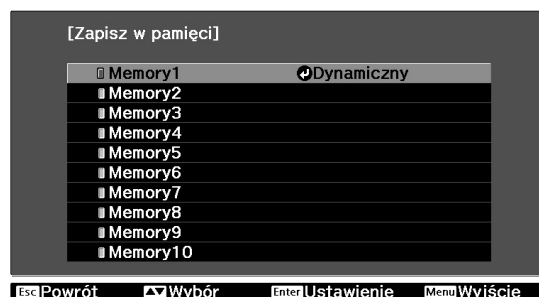 [Zapisz w pamięci]
Memory1 Dynamiczny
Memory2
Memory3
Memory4
Memory5
Memory6
Memory7
Memory8
Memory9
Memory10
Esc Powrót Wybór Enter Ustawienie Menu Wyjście